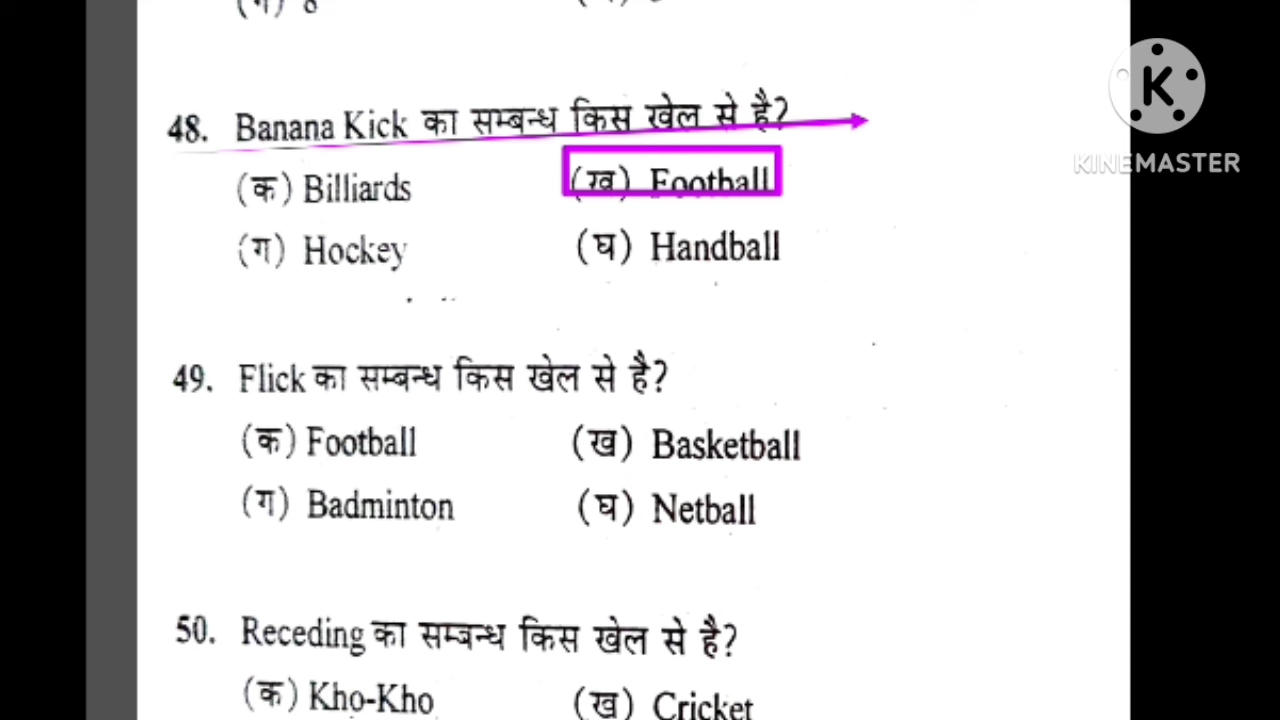 48. Banana Kick का सम्बन्ध किस खेल से है?
(क) Billiards (ख) Football
(ग) Hockey (घ) Handball
49. Flick का सम्बन्ध किस खेल से है?
(क) Football (ख) Basketball
(ग) Badminton (घ) Netball
50. Receding का सम्बन्ध किस खेल से है?
(क) Kho-Kho (ख) Cricket
K
KINEMASTER